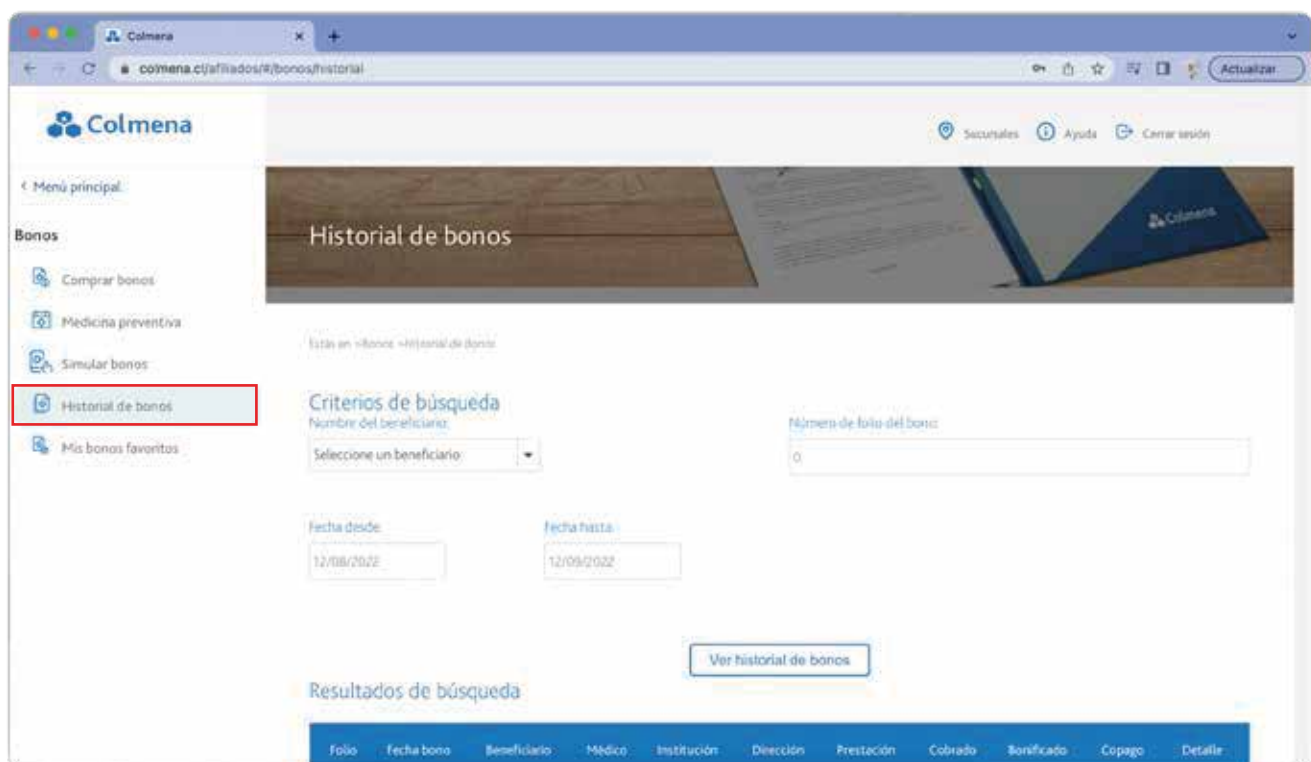 Colmena
colmena.cl/afiliados/#/bonos/historial
Actualizar
Colmena
Sucursales Ayuda Cerrar sesión
< Menú principal
Bonos
Comprar bonos
Medicina preventiva
Simular bonos
Historial de bonos
Mis bonos favoritos
Historial de bonos
Colmena
Estás en >Bonos >Historial de Bonos
Criterios de búsqueda
Nombre del beneficiario: Número de folio del bono:
Seleccione un beneficiario 0
Fecha desde Fecha hasta
12/08/2022 12/09/2022
Ver historial de bonos
Resultados de búsqueda
Folio Fecha bono Beneficiario Médico Institución Dirección Prestación Cobrado Bonificado Copago Detalle